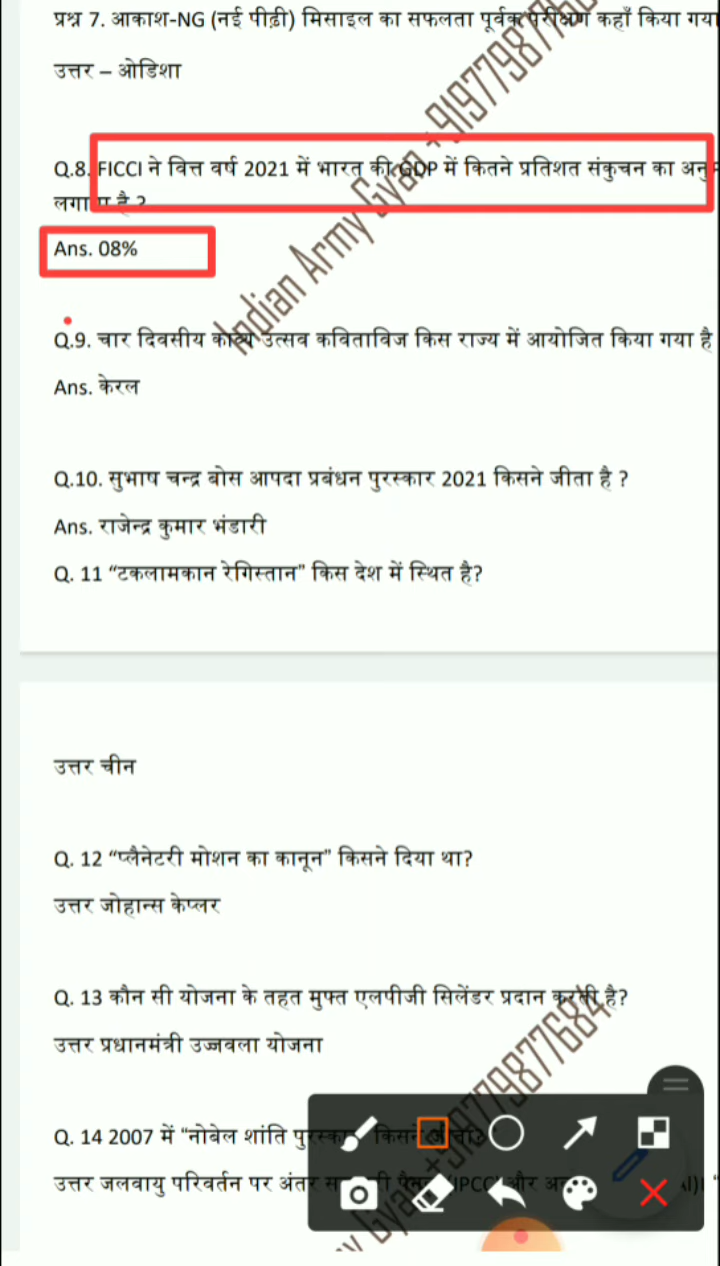 प्रश्न 7. आकाश-NG (नई पीढ़ी) मिसाइल का सफलता पूर्वक परीक्षण कहाँ किया गया
उत्तर – ओडिशा
Q.8. FICCI ने वित्त वर्ष 2021 में भारत की GDP में कितने प्रतिशत संकुचन का
है ?
Ans. 08%
Q.9. चार दिवसीय काव्य उत्सव कविताविज किस राज्य में आयोजित किया गया है
Ans. केरल
Q.10. सुभाष चन्द्र बोस आपदा प्रबंधन पुरस्कार 2021 किसने जीता है ?
Ans. राजेन्द्र कुमार भंडारी
Q. 11 “टकलामकान रेगिस्तान” किस देश में स्थित है?
उत्तर चीन
Q. 12 “प्लैनेटरी मोशन का कानून” किसने दिया था?
उत्तर जोहान्स केप्लर
Q. 13 कौन सी योजना के तहत मुफ्त एलपीजी सिलेंडर प्रदान करती है?
उत्तर प्रधानमंत्री उज्जवला योजना
Q. 14 2007 में “नोबेल शांति पुरस्कार किसने
उत्तर जलवायु परिवर्तन पर (IPCC) और
Indian Army Gyan